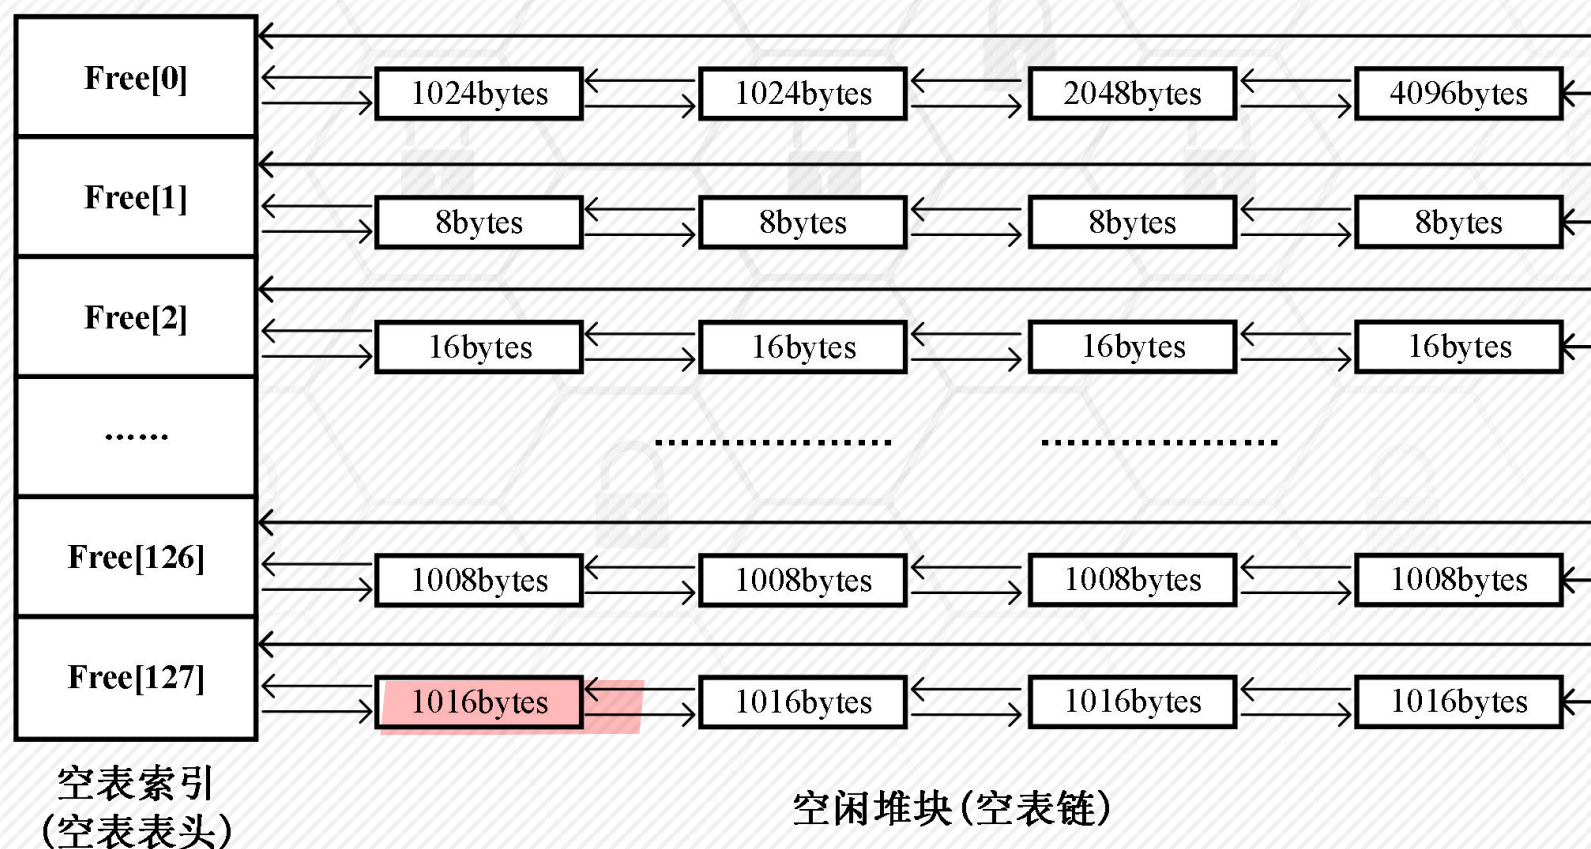 Free[0]
1024bytes 1024bytes 2048bytes 4096bytes
Free[1]
8bytes 8bytes 8bytes 8bytes
Free[2]
16bytes 16bytes 16bytes 16bytes
......
Free[126]
1008bytes 1008bytes 1008bytes 1008bytes
Free[127]
1016bytes 1016bytes 1016bytes 1016bytes
空表索引
(空表表头)
空闲堆块(空表链)